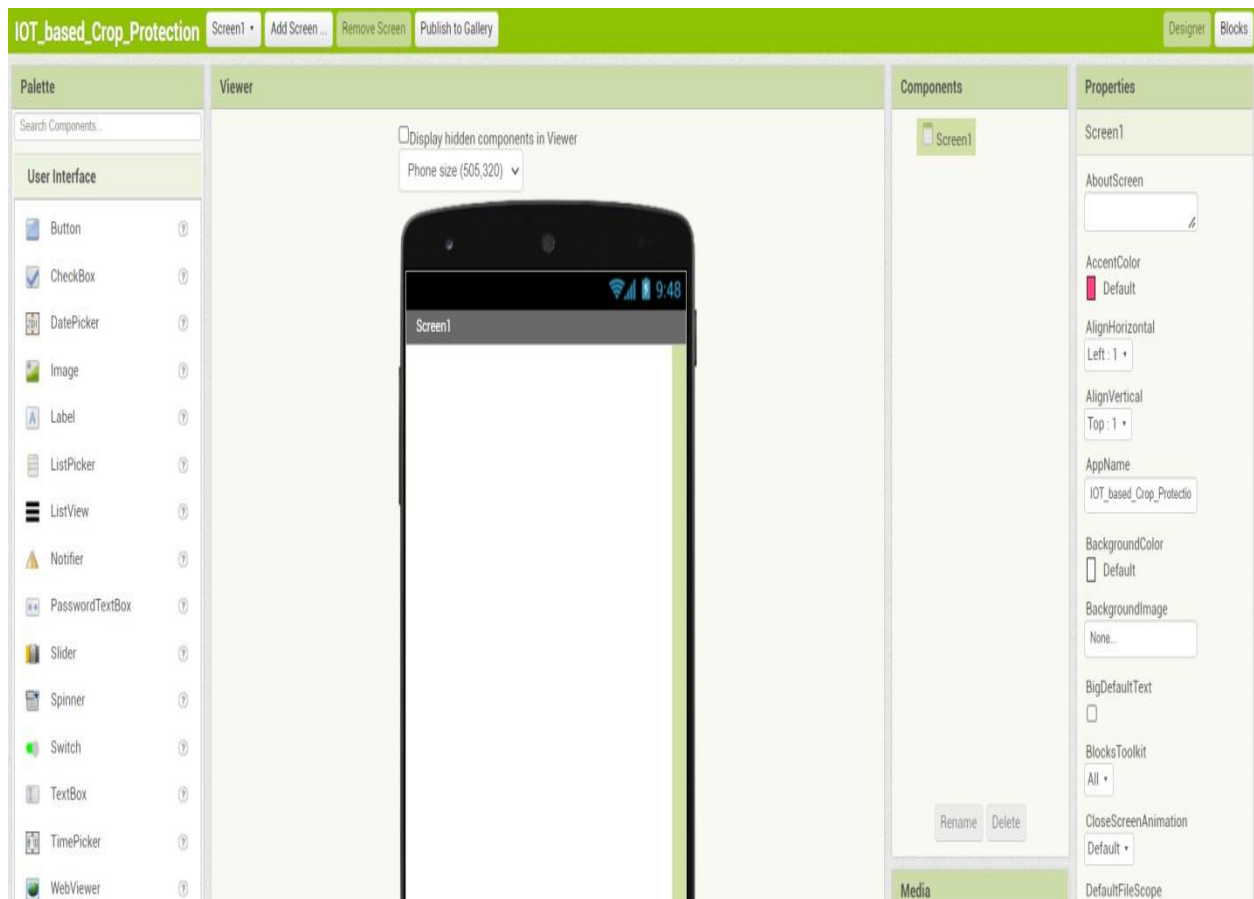 IOT_based_Crop_Protection Screen1 Add Screen ... Remove Screen Publish to Gallery Designer Blocks
Palette
Search Components...
User Interface
Button
CheckBox
DatePicker
Image
Label
ListPicker
ListView
Notifier
PasswordTextBox
Slider
Spinner
Switch
TextBox
TimePicker
WebViewer
Viewer
Display hidden components in Viewer
Phone size (505,320)
9:48
Screen1
Components
Screen1
Rename Delete
Media
Properties
Screen1
AboutScreen
AccentColor
Default
AlignHorizontal
Left : 1
AlignVertical
Top : 1
AppName
IOT_based_Crop_Protectio
BackgroundColor
Default
BackgroundImage
None...
BigDefaultText
BlocksToolkit
All
CloseScreenAnimation
Default
DefaultFileScope